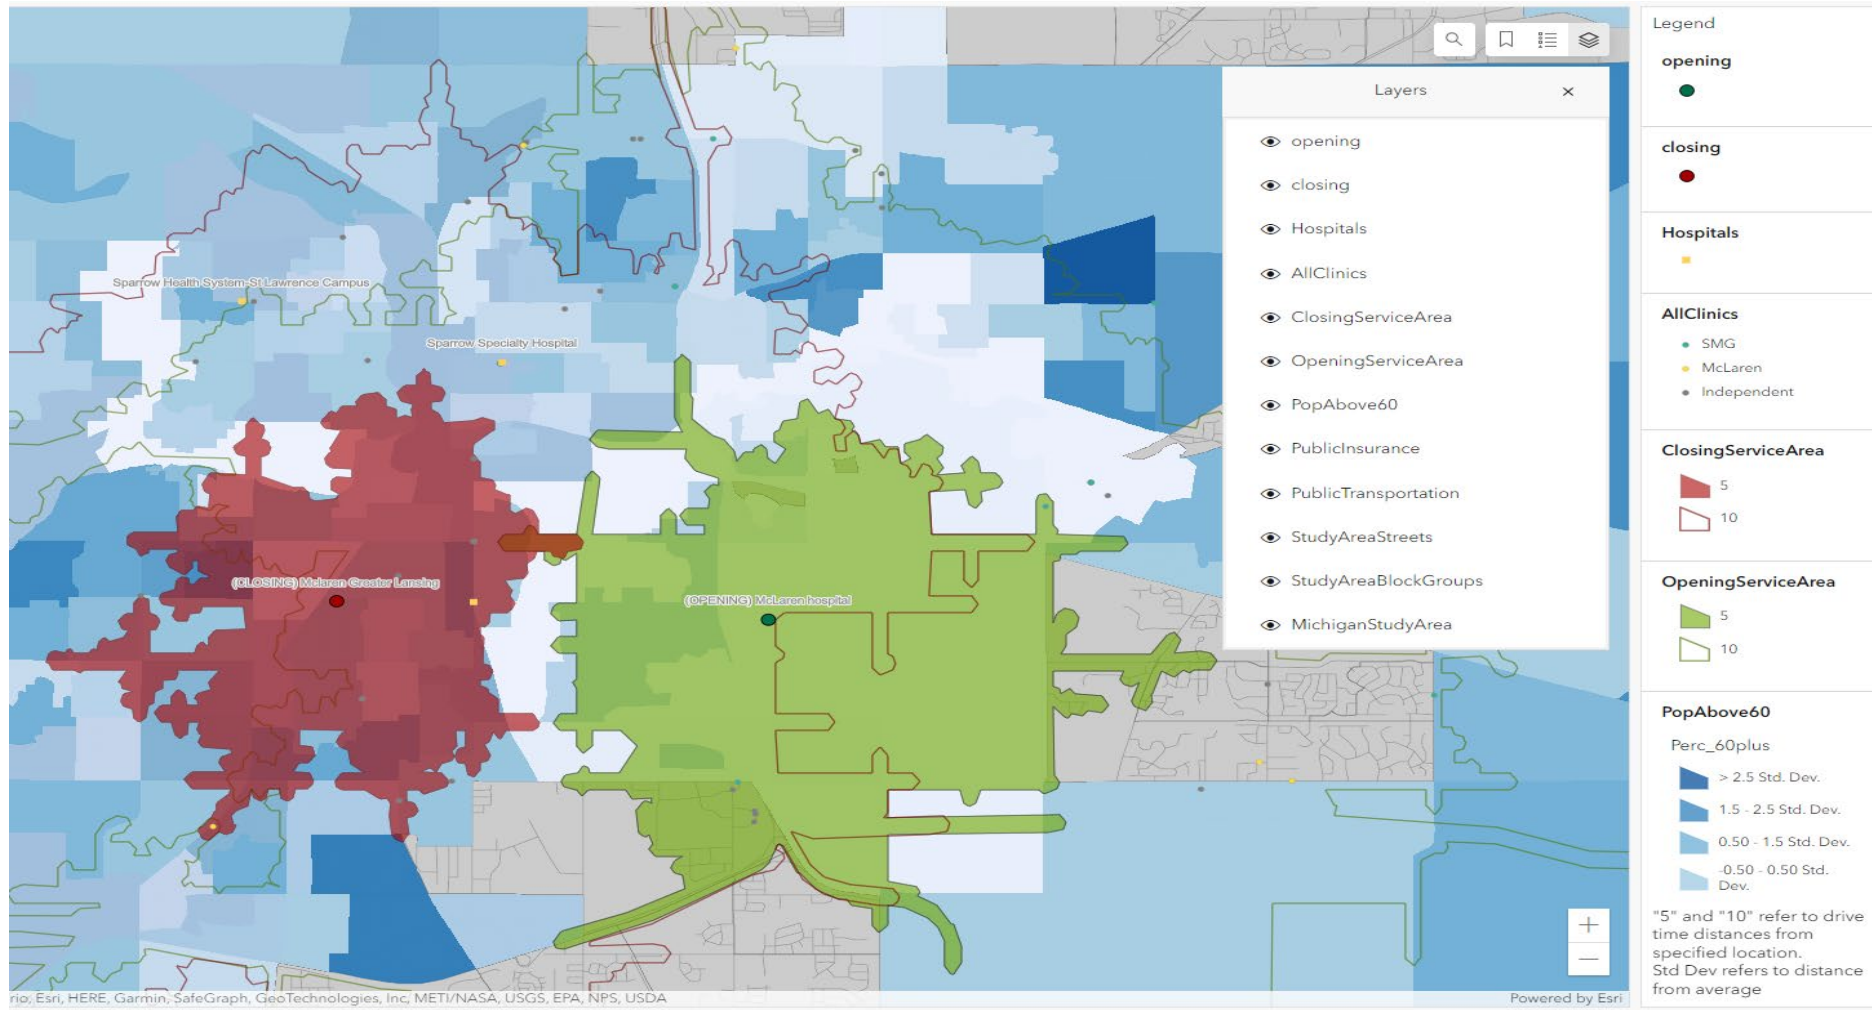 Sparrow Health System-St Lawrence Campus
Sparrow Specialty Hospital
(CLOSING) Mclaren Greater Lansing
(OPENING) McLaren hospital
Layers
opening
closing
Hospitals
AllClinics
ClosingServiceArea
OpeningServiceArea
PopAbove60
PublicInsurance
PublicTransportation
StudyAreaStreets
StudyAreaBlockGroups
MichiganStudyArea
rio, Esri, HERE, Garmin, SafeGraph, GeoTechnologies, Inc, METI/NASA, USGS, EPA, NPS, USDA
Powered by Esri
Legend
opening
closing
Hospitals
AllClinics
SMG
McLaren
Independent
ClosingServiceArea
5
10
OpeningServiceArea
5
10
PopAbove60
Perc_60plus
> 2.5 Std. Dev.
1.5 - 2.5 Std. Dev.
0.50 - 1.5 Std. Dev.
-0.50 - 0.50 Std.
Dev.
"5" and "10" refer to drive
time distances from
specified location.
Std Dev refers to distance
from average